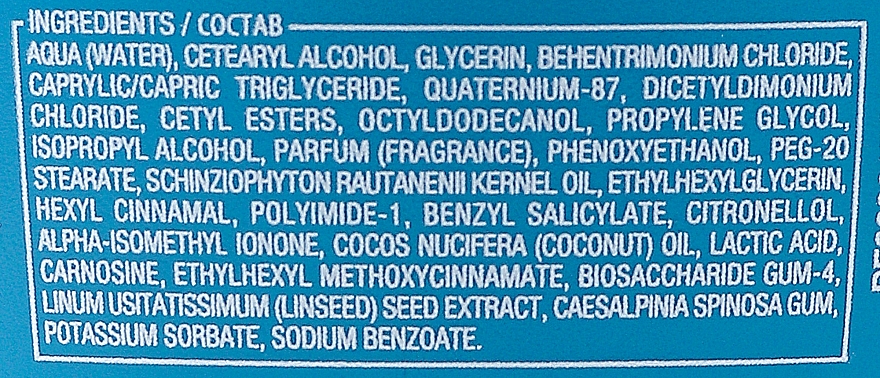 INGREDIENTS / СОСТАВ
AQUA (WATER), CETEARYL ALCOHOL, GLYCERIN, BEHENTRIMONIUM CHLORIDE,
CAPRYLIC/CAPRIC TRIGLYCERIDE, QUATERNIUM-87, DICETYLDIMONIUM
CHLORIDE, CETYL ESTERS, OCTYLDODECANOL, PROPYLENE GLYCOL,
ISOPROPYL ALCOHOL, PARFUM (FRAGRANCE), PHENOXYETHANOL, PEG-20
STEARATE, SCHINZIOPHYTON RAUTANENII KERNEL OIL, ETHYLHEXYLGLYCERIN,
HEXYL CINNAMAL, POLYIMIDE-1, BENZYL SALICYLATE, CITRONELLOL,
ALPHA-ISOMETHYL IONONE, COCOS NUCIFERA (COCONUT) OIL, LACTIC ACID,
CARNOSINE, ETHYLHEXYL METHOXYCINNAMATE, BIOSACCHARIDE GUM-4,
LINUM USITATISSIMUM (LINSEED) SEED EXTRACT, CAESALPINIA SPINOSA GUM,
POTASSIUM SORBATE, SODIUM BENZOATE.